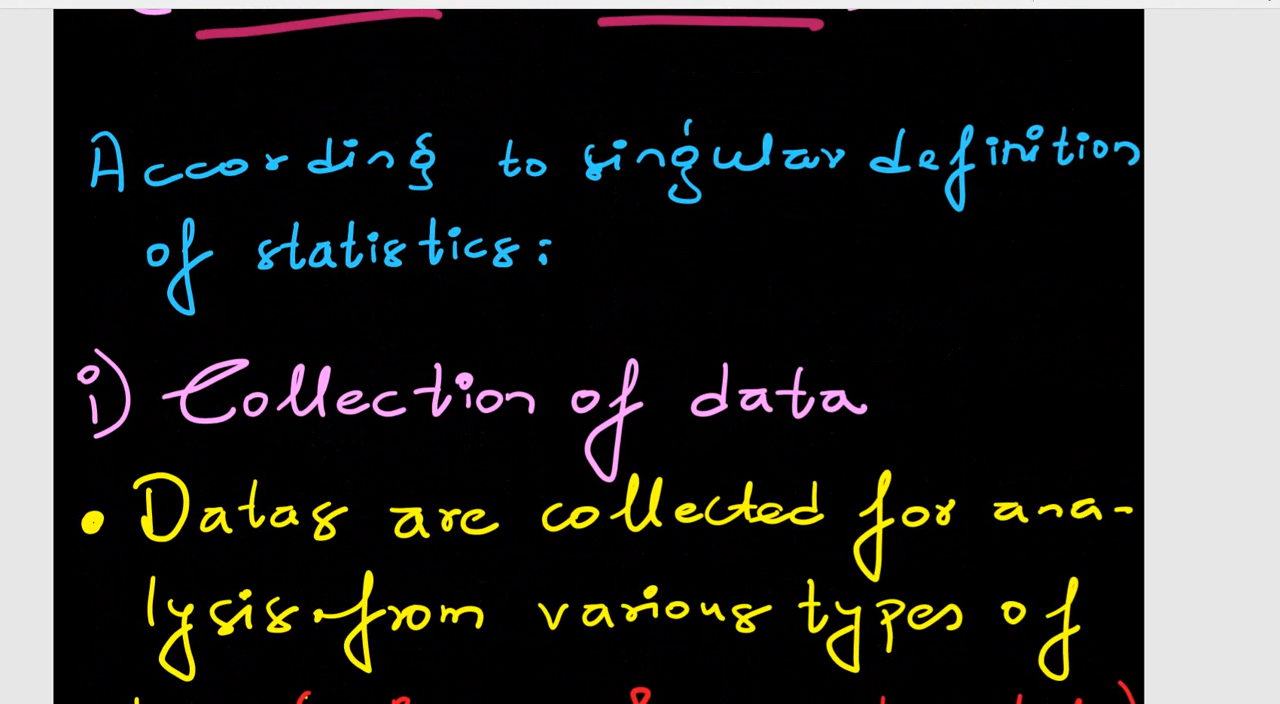 According to singular definition
of statistics:
i) Collection of data
• Datas are collected for ana-
lysis from various types of